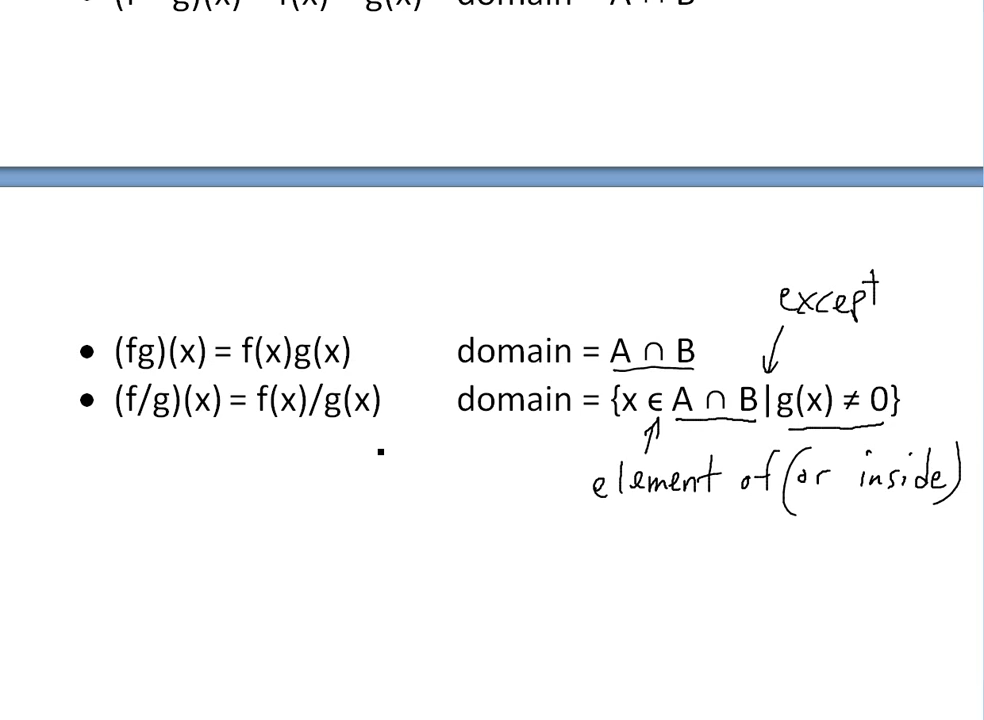 except
• (fg)(x) = f(x)g(x) domain = A ∩ B
• (f/g)(x) = f(x)/g(x) domain = {x ϵ A ∩ B|g(x) ≠ 0}
element of (or inside)